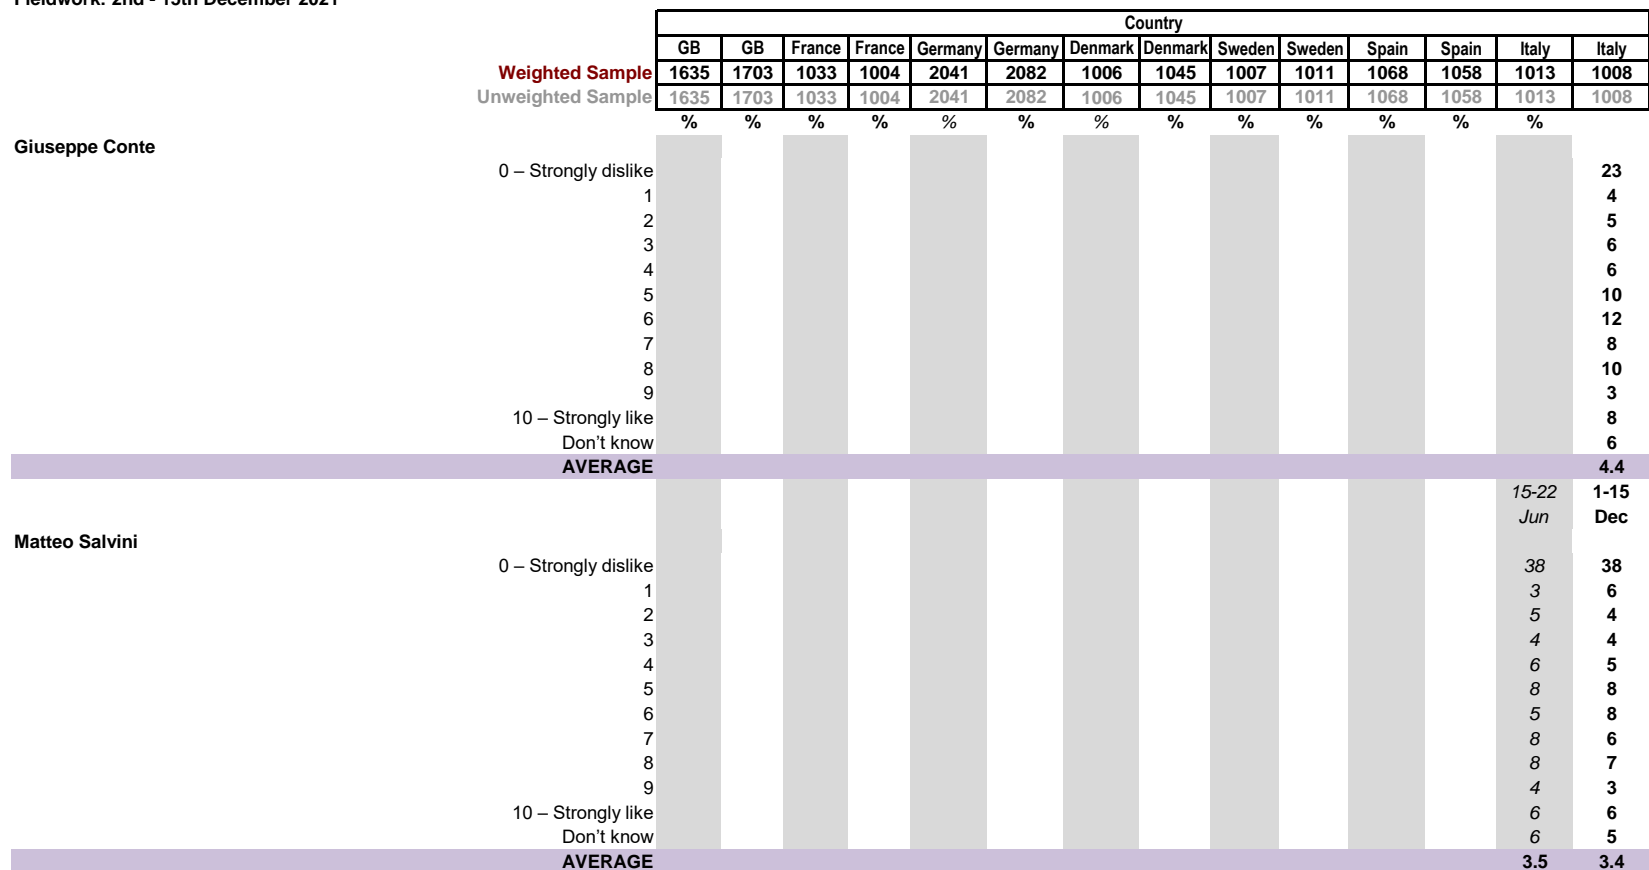 Fieldwork: 2nd - 15th December 2021
Country
GB GB France France Germany Germany Denmark Denmark Sweden Sweden Spain Spain Italy Italy
Weighted Sample 1635 1703 1033 1004 2041 2082 1006 1045 1007 1011 1068 1058 1013 1008
Unweighted Sample 1635 1703 1033 1004 2041 2082 1006 1045 1007 1011 1068 1058 1013 1008
% % % % % % % % % % % % %
Giuseppe Conte
0 – Strongly dislike 23
1 4
2 5
3 6
4 6
5 10
6 12
7 8
8 10
9 3
10 – Strongly like 8
Don’t know 6
AVERAGE 4.4
15-22 1-15
Jun Dec
Matteo Salvini
0 – Strongly dislike 38 38
1 3 6
2 5 4
3 4 4
4 6 5
5 8 8
6 5 8
7 8 6
8 8 7
9 4 3
10 – Strongly like 6 6
Don’t know 6 5
AVERAGE 3.5 3.4